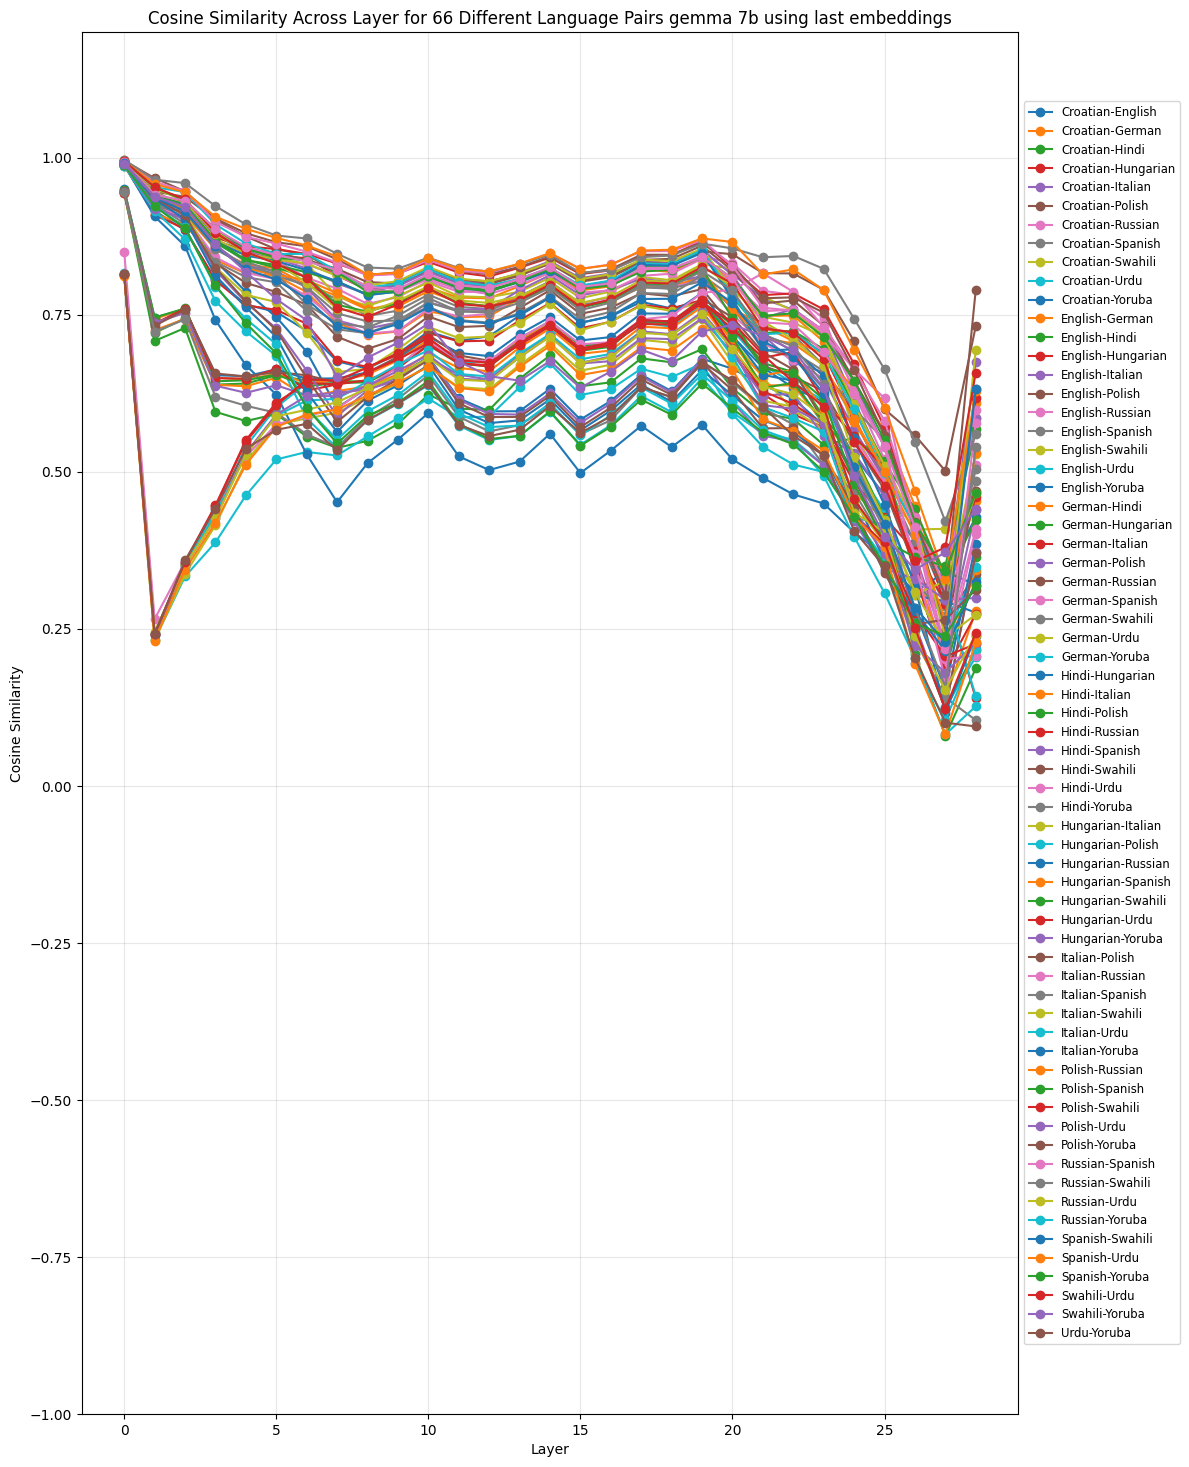 Cosine Similarity Across Layer for 66 Different Language Pairs gemma 7b using last embeddings
1.00
0.75
0.50
0.25
0.00
−0.25
−0.50
−0.75
−1.00
Cosine Similarity
0 5 10 15 20 25
Layer
Croatian-English
Croatian-German
Croatian-Hindi
Croatian-Hungarian
Croatian-Italian
Croatian-Polish
Croatian-Russian
Croatian-Spanish
Croatian-Swahili
Croatian-Urdu
Croatian-Yoruba
English-German
English-Hindi
English-Hungarian
English-Italian
English-Polish
English-Russian
English-Spanish
English-Swahili
English-Urdu
English-Yoruba
German-Hindi
German-Hungarian
German-Italian
German-Polish
German-Russian
German-Spanish
German-Swahili
German-Urdu
German-Yoruba
Hindi-Hungarian
Hindi-Italian
Hindi-Polish
Hindi-Russian
Hindi-Spanish
Hindi-Swahili
Hindi-Urdu
Hindi-Yoruba
Hungarian-Italian
Hungarian-Polish
Hungarian-Russian
Hungarian-Spanish
Hungarian-Swahili
Hungarian-Urdu
Hungarian-Yoruba
Italian-Polish
Italian-Russian
Italian-Spanish
Italian-Swahili
Italian-Urdu
Italian-Yoruba
Polish-Russian
Polish-Spanish
Polish-Swahili
Polish-Urdu
Polish-Yoruba
Russian-Spanish
Russian-Swahili
Russian-Urdu
Russian-Yoruba
Spanish-Swahili
Spanish-Urdu
Spanish-Yoruba
Swahili-Urdu
Swahili-Yoruba
Urdu-Yoruba